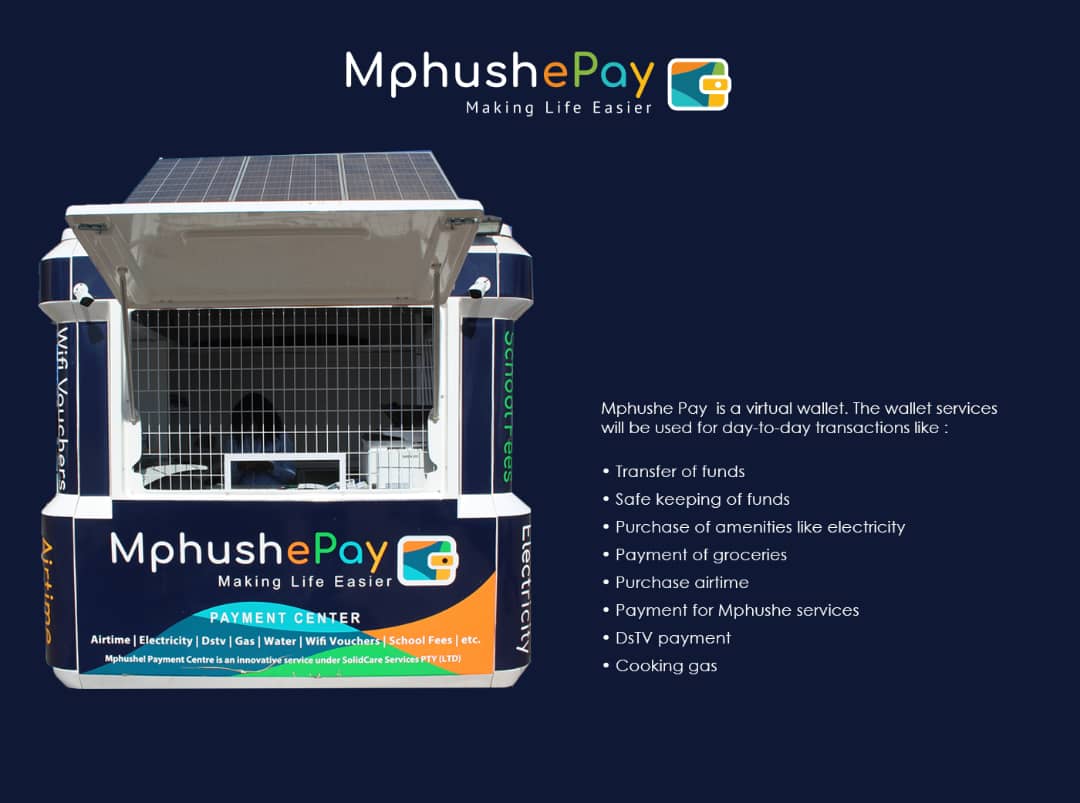 MphushePay
Making Life Easier
Wifi Vouchers
School Fees
Airtime
Electricity
MphushePay
Making Life Easier
PAYMENT CENTER
Airtime | Electricity | Dstv | Gas | Water | Wifi Vouchers | School Fees | etc.
Mphushe! Payment Centre is an innovative service under SolidCare Services PTY (LTD)
Mphushe Pay is a virtual wallet. The wallet services
will be used for day-to-day transactions like :
• Transfer of funds
• Safe keeping of funds
• Purchase of amenities like electricity
• Payment of groceries
• Purchase airtime
• Payment for Mphushe services
• DsTV payment
• Cooking gas